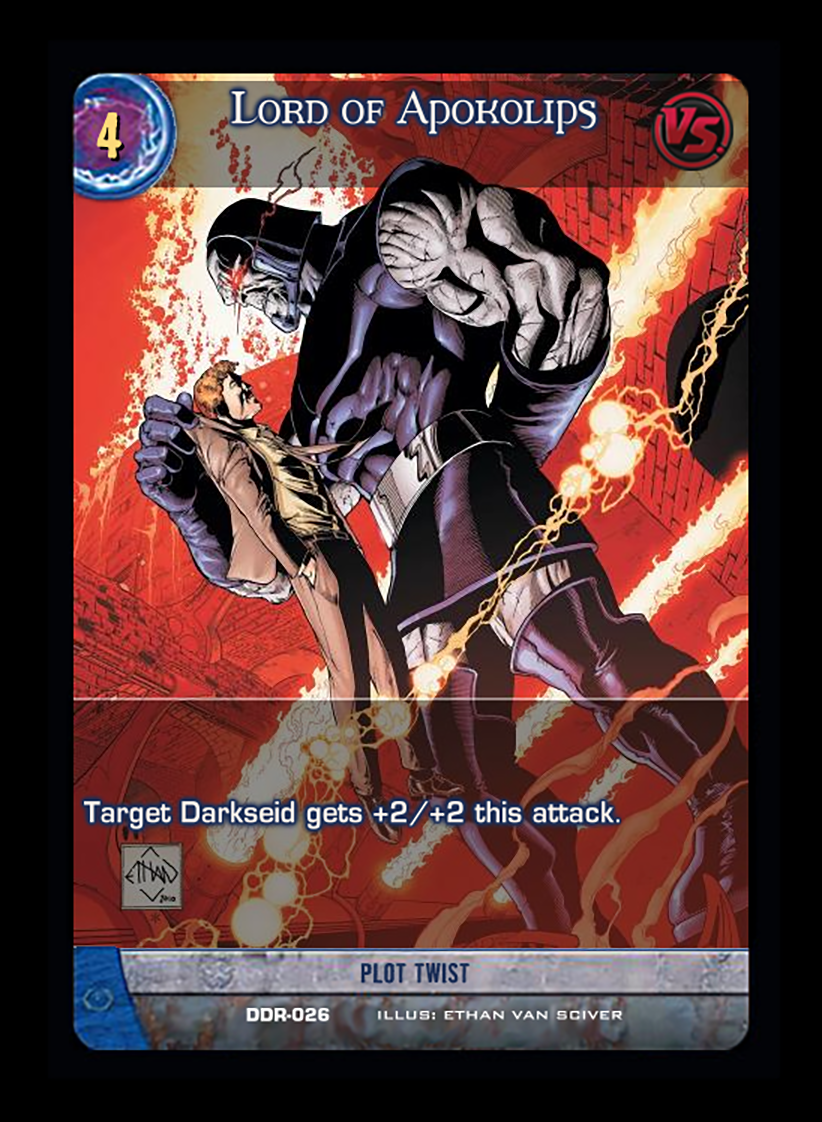 4
Lord of Apokolips
VS.
Target Darkseid gets +2/+2 this attack.
ETHAN
PLOT TWIST
DDR-026 ILLUS: ETHAN VAN SCIVER